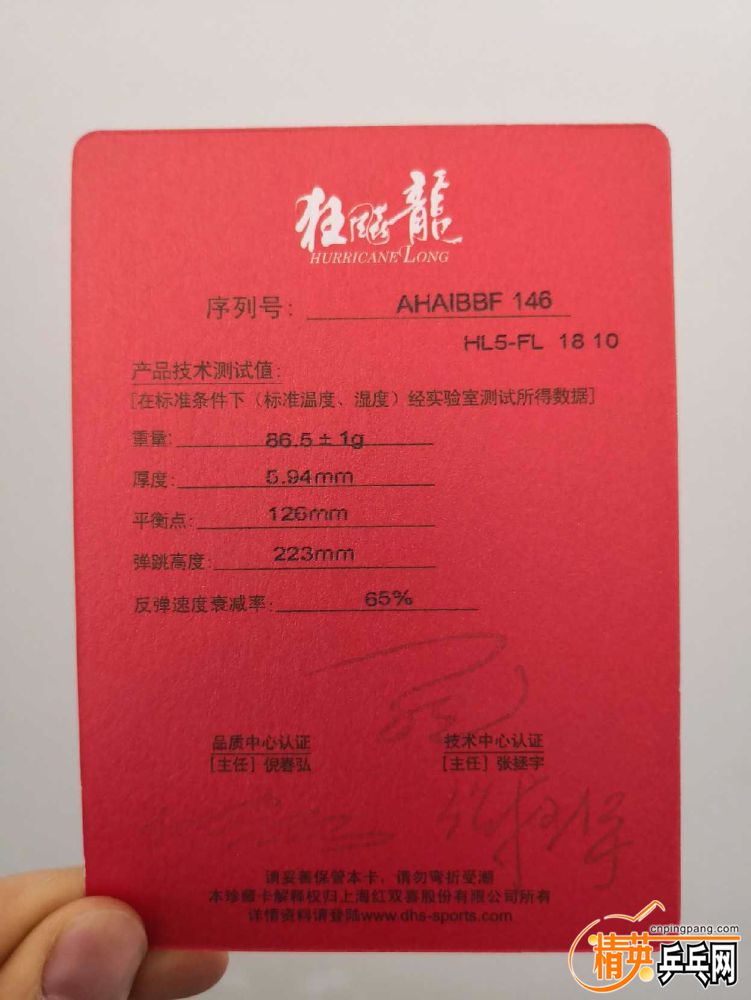 狂飚龍
HURRICANE LONG
序列号: AHAIBBF 146
HL5-FL 18 10
产品技术测试值:
[在标准条件下（标准温度、湿度）经实验室测试所得数据]
重量: 86.5±1g
厚度: 5.94mm
平衡点: 126mm
弹跳高度: 223mm
反弹速度衰减率: 65%
品质中心认证 技术中心认证
[主任] 倪春弘 [主任] 张拯宇
请妥善保管本卡，请勿弯折受潮
本珍藏卡解释权归上海红双喜股份有限公司所有
详情资料请登陆www.dhs-sports.com
cnpingpang.com
精英乒乓网